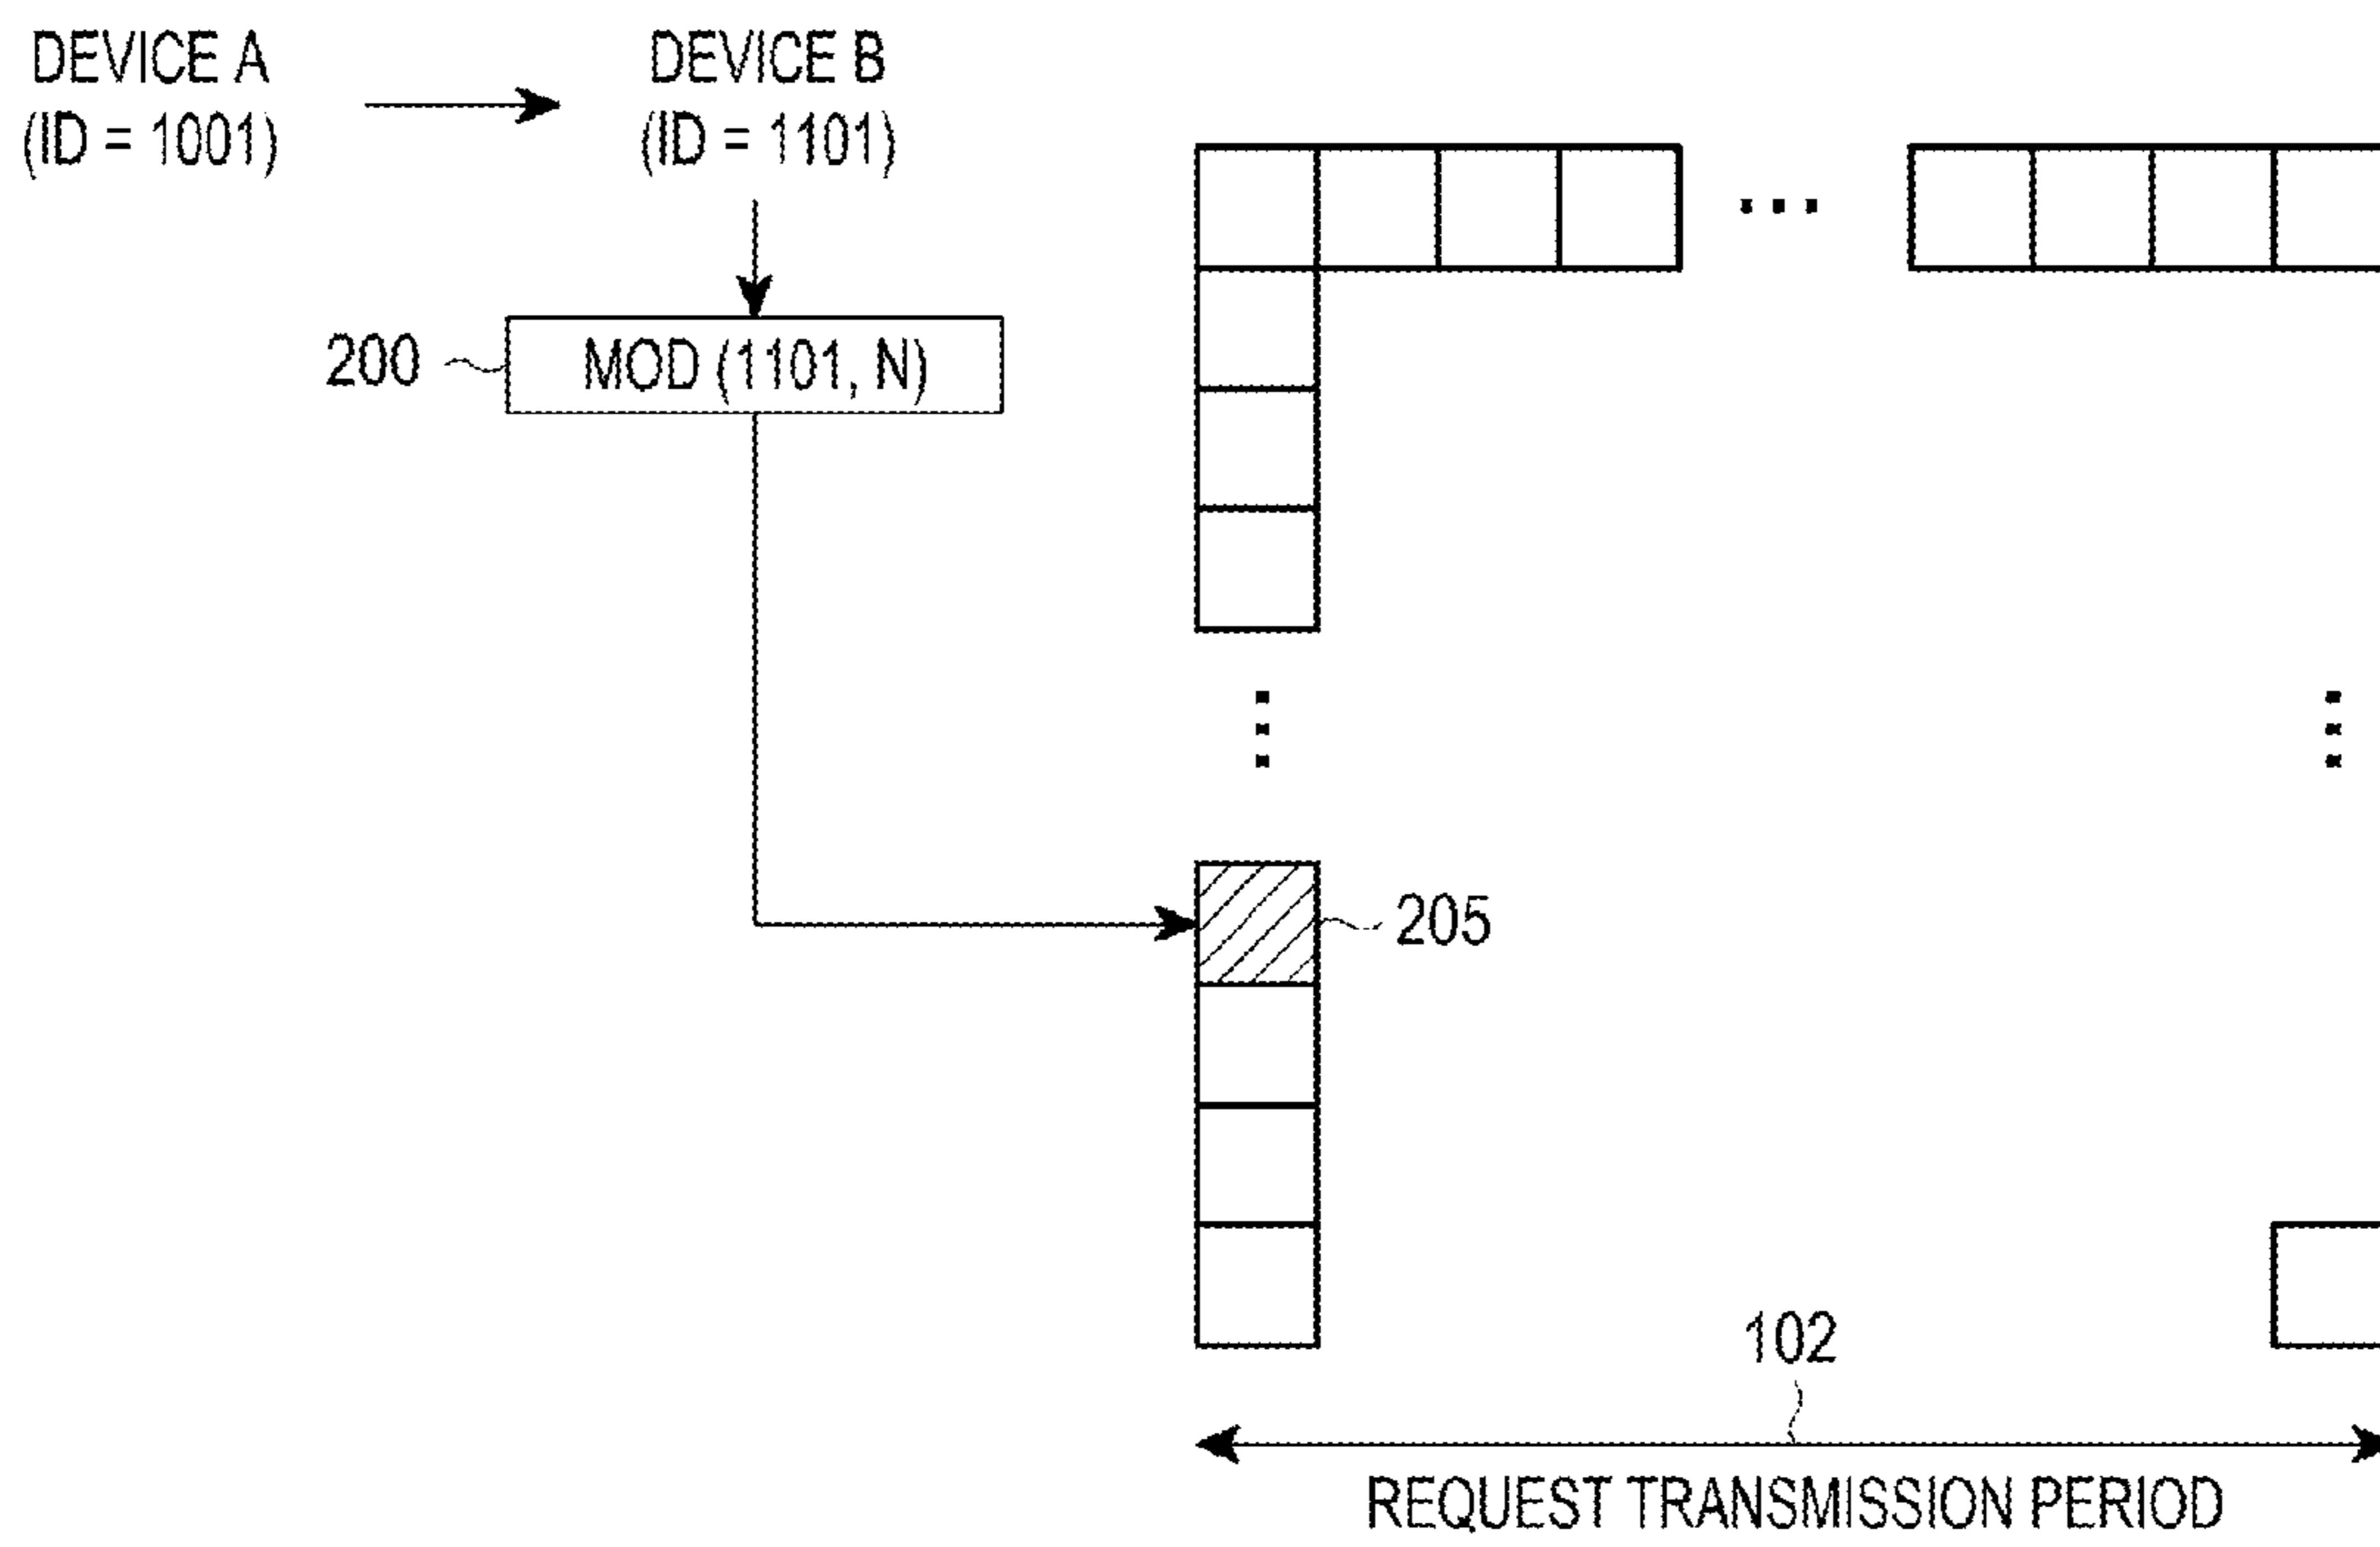 DEVICE A
(ID = 1001)
DEVICE B
(ID = 1101)
200
MOD (1101, N)
...
205
102
REQUEST TRANSMISSION PERIOD